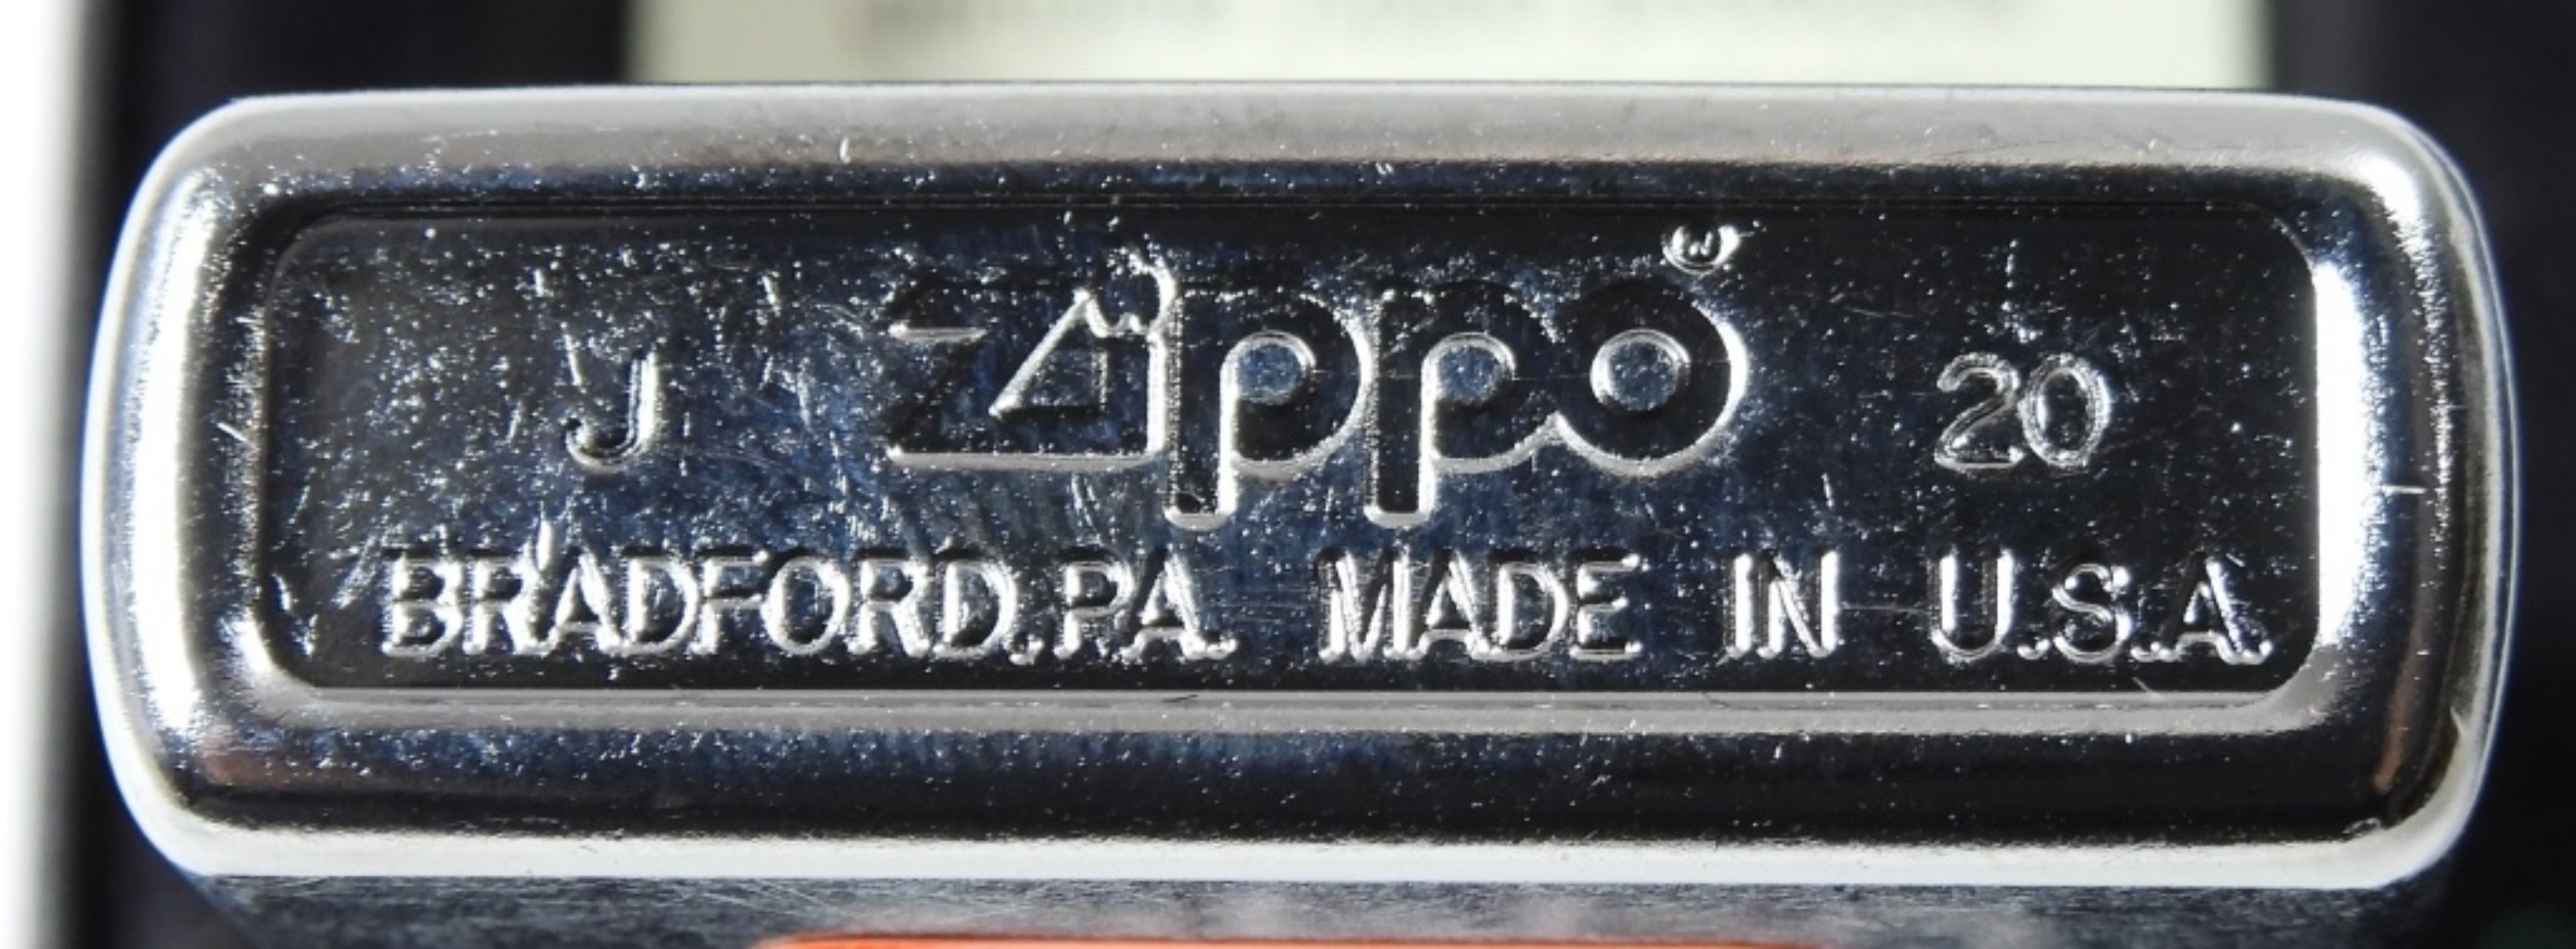 J Zippo ® 20
BRADFORD.PA. MADE IN U.S.A.